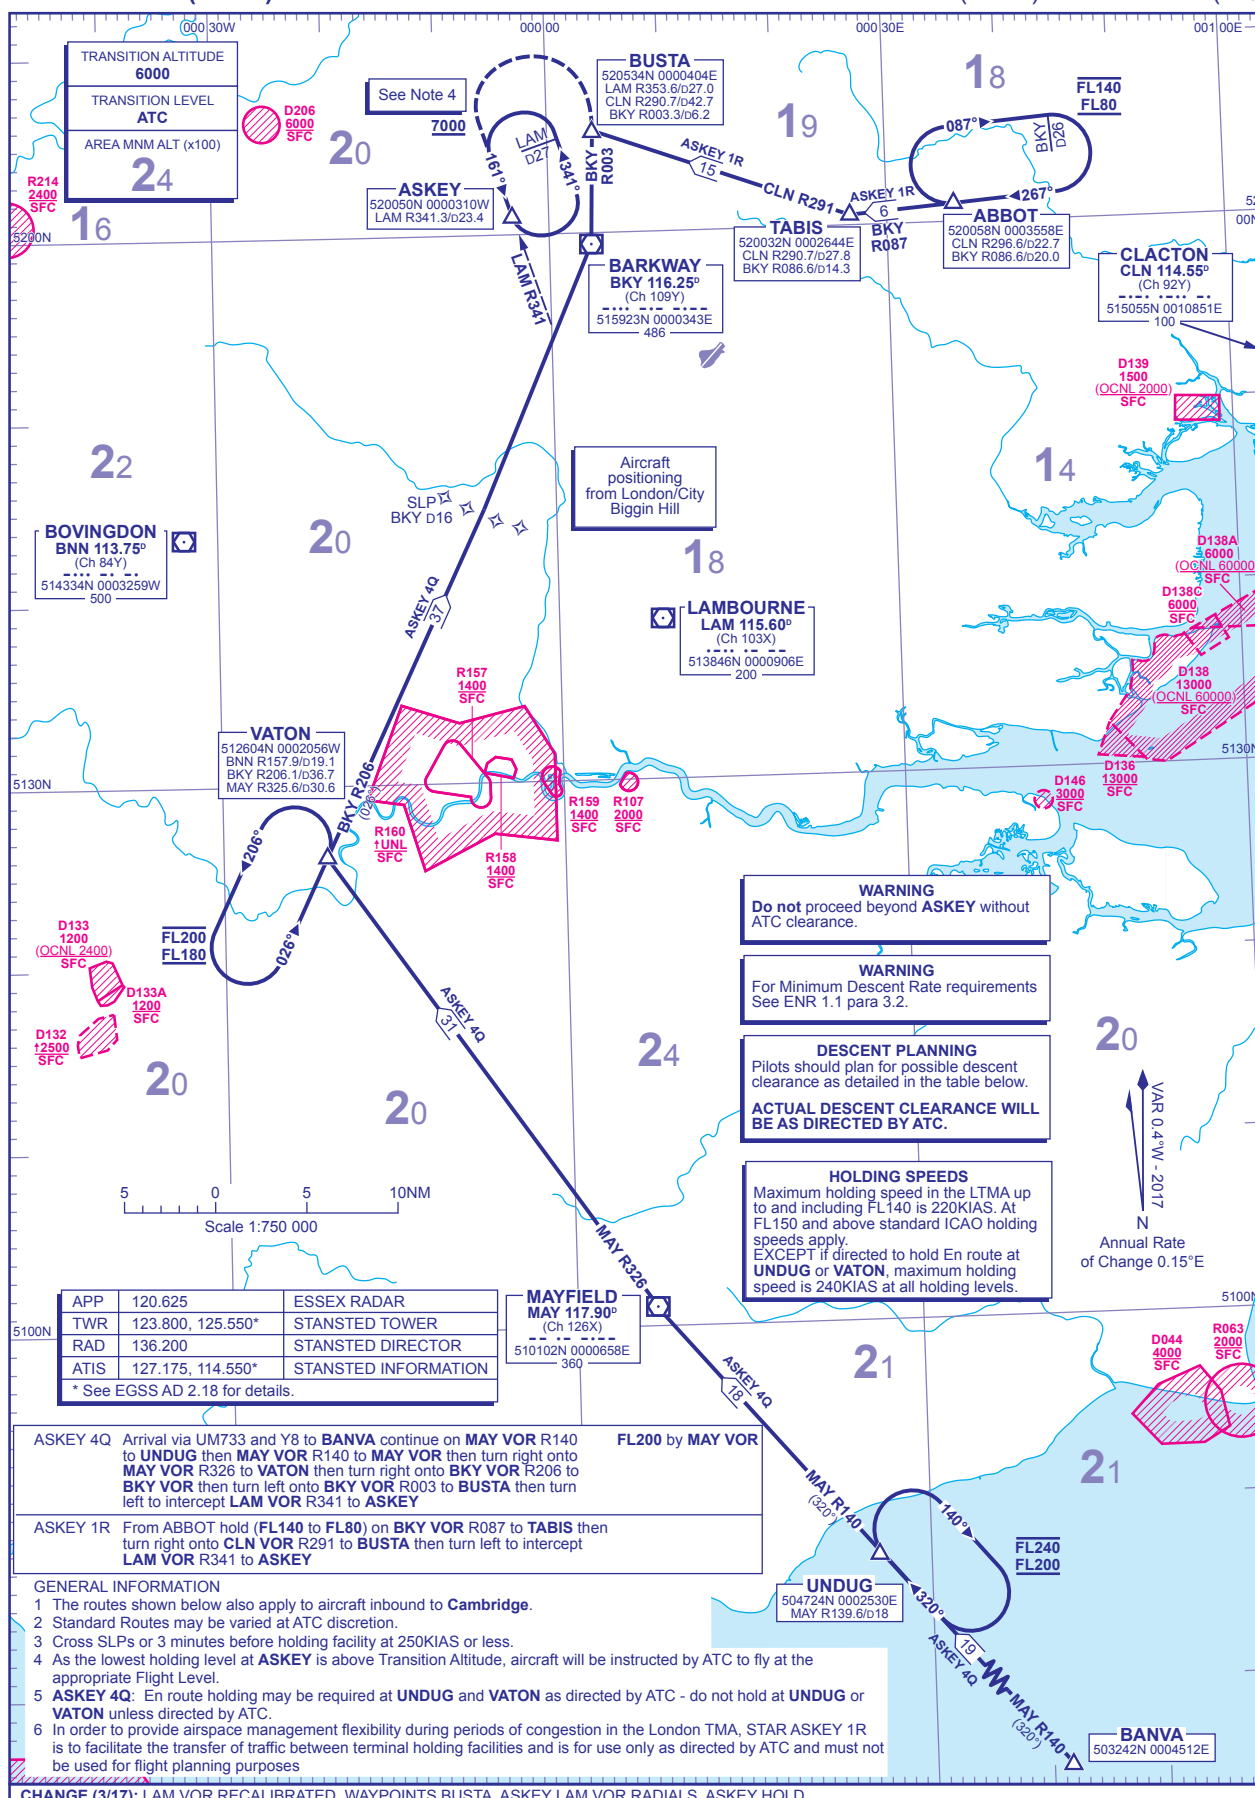 000 30W
000 00
000 30E
001 00E
TRANSITION ALTITUDE
6000
TRANSITION LEVEL
ATC
AREA MNM ALT (x100)
24
D206
6000
SFC
20
See Note 4
7000
BUSTA
520534N 0000404E
LAM R353.6/D27.0
CLN R290.7/D42.7
BKY R003.3/D6.2
19
18
FL140
FL80
087°
BKY
D26
267°
LAM
D27
161°
341°
BKY
R003
ASKEY 1R
15
CLN R291
ASKEY 1R
6
BKY
R087
R214
2400
SFC
16
5200N
ASKEY
520050N 0000310W
LAM R341.3/D23.4
LAM R341
TABIS
520032N 0002644E
CLN R290.7/D27.8
BKY R086.6/D14.3
ABBOT
520058N 0003558E
CLN R296.6/D22.7
BKY R086.6/D20.0
52
00N
BARKWAY
BKY 116.25D
(Ch 109Y)
515923N 0000343E
486
CLACTON
CLN 114.55D
(Ch 92Y)
515055N 0010851E
100
D139
1500
(OCNL 2000)
SFC
22
14
Aircraft
positioning
from London/City
Biggin Hill
SLP
BKY D16
20
18
BOVINGDON
BNN 113.75D
(Ch 84Y)
514334N 0003259W
500
D138A
6000
(OCNL 60000
SFC
D138C
6000
SFC
ASKEY 4Q
37
LAMBOURNE
LAM 115.60D
(Ch 103X)
513846N 0000906E
200
R157
1400
SFC
D138
13000
(OCNL 60000)
SFC
VATON
512604N 0002056W
BNN R157.9/D19.1
BKY R206.1/D36.7
MAY R325.6/D30.6
5130N
5130N
D136
13000
SFC
D146
3000
SFC
BKY R206
(026°)
R160
↑UNL
SFC
R158
1400
SFC
R159
1400
SFC
R107
2000
SFC
206°
026°
FL200
FL180
D133
1200
(OCNL 2400)
SFC
D133A
1200
SFC
D132
↑2500
SFC
WARNING
Do not proceed beyond ASKEY without
ATC clearance.
WARNING
For Minimum Descent Rate requirements
See ENR 1.1 para 3.2.
ASKEY 4Q
31
24
20
20
20
DESCENT PLANNING
Pilots should plan for possible descent
clearance as detailed in the table below.
ACTUAL DESCENT CLEARANCE WILL
BE AS DIRECTED BY ATC.
VAR 0.4°W - 2017
N
Annual Rate
of Change 0.15°E
HOLDING SPEEDS
Maximum holding speed in the LTMA up
to and including FL140 is 220KIAS. At
FL150 and above standard ICAO holding
speeds apply.
EXCEPT if directed to hold En route at
UNDUG or VATON, maximum holding
speed is 240KIAS at all holding levels.
5 0 5 10NM
Scale 1:750 000
MAY R326
APP 120.625 ESSEX RADAR
TWR 123.800, 125.550* STANSTED TOWER
RAD 136.200 STANSTED DIRECTOR
ATIS 127.175, 114.550* STANSTED INFORMATION
* See EGSS AD 2.18 for details.
5100N
5100N
MAYFIELD
MAY 117.90D
(Ch 126X)
510102N 0000658E
360
ASKEY 4Q
18
21
D044
4000
SFC
R063
2000
SFC
21
ASKEY 4Q Arrival via UM733 and Y8 to BANVA continue on MAY VOR R140 FL200 by MAY VOR
to UNDUG then MAY VOR R140 to MAY VOR then turn right onto
MAY VOR R326 to VATON then turn right onto BKY VOR R206 to
BKY VOR then turn left onto BKY VOR R003 to BUSTA then turn
left to intercept LAM VOR R341 to ASKEY
ASKEY 1R From ABBOT hold (FL140 to FL80) on BKY VOR R087 to TABIS then
turn right onto CLN VOR R291 to BUSTA then turn left to intercept
LAM VOR R341 to ASKEY
MAY R140
(320°)
140°
320°
FL240
FL200
UNDUG
504724N 0002530E
MAY R139.6/D18
ASKEY 4Q
19
MAY R140
(320°)
BANVA
503242N 0004512E
GENERAL INFORMATION
1 The routes shown below also apply to aircraft inbound to Cambridge.
2 Standard Routes may be varied at ATC discretion.
3 Cross SLPs or 3 minutes before holding facility at 250KIAS or less.
4 As the lowest holding level at ASKEY is above Transition Altitude, aircraft will be instructed by ATC to fly at the
appropriate Flight Level.
5 ASKEY 4Q: En route holding may be required at UNDUG and VATON as directed by ATC - do not hold at UNDUG or
VATON unless directed by ATC.
6 In order to provide airspace management flexibility during periods of congestion in the London TMA, STAR ASKEY 1R
is to facilitate the transfer of traffic between terminal holding facilities and is for use only as directed by ATC and must not
be used for flight planning purposes
CHANGE (3/17): LAM VOR RECALIBRATED. WAYPOINTS BUSTA, ASKEY LAM VOR RADIALS. ASKEY HOLD.